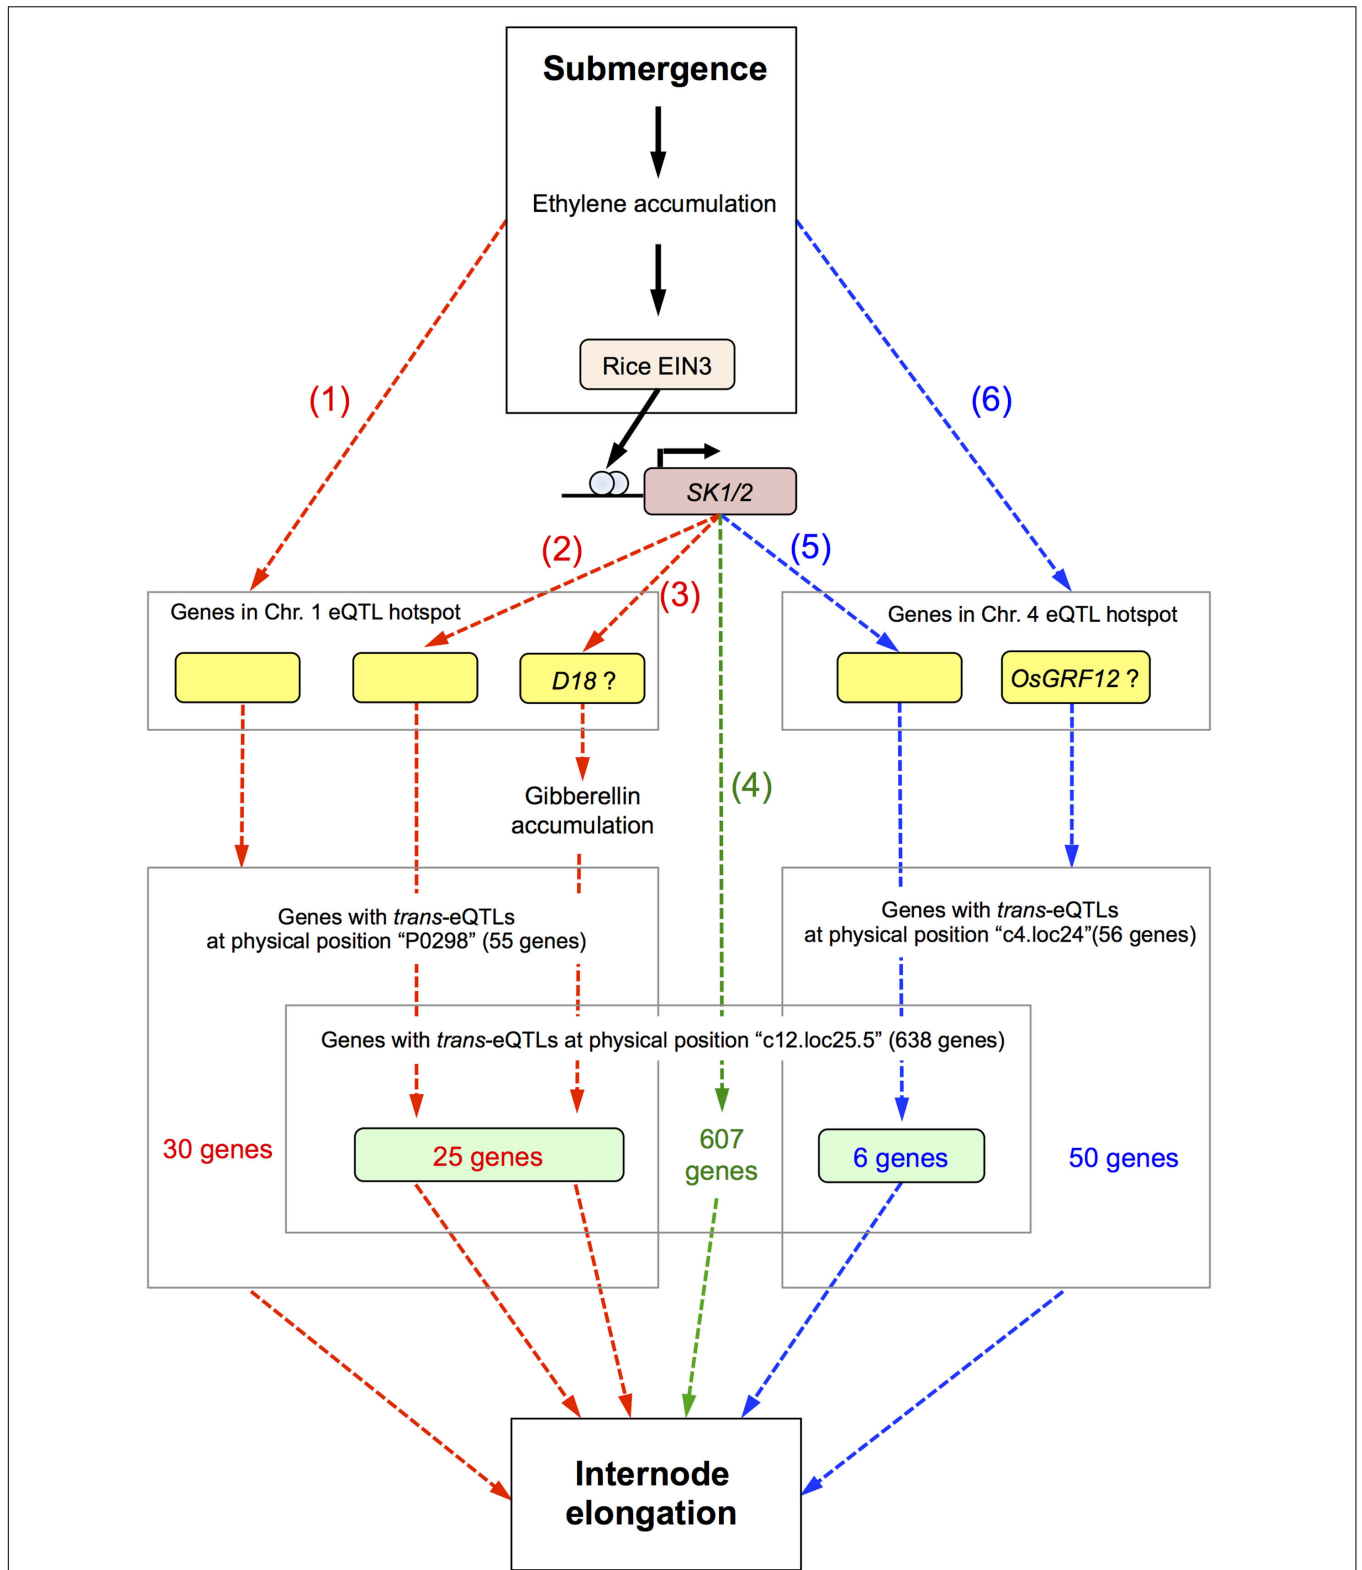 Submergence
Ethylene accumulation
Rice EIN3
(1)
(6)
SK1/2
(2)
(5)
(3)
Genes in Chr. 1 eQTL hotspot
Genes in Chr. 4 eQTL hotspot
D18 ?
OsGRF12 ?
(4)
Gibberellin
accumulation
Genes with trans-eQTLs
at physical position “P0298” (55 genes)
Genes with trans-eQTLs
at physical position “c4.loc24”(56 genes)
Genes with trans-eQTLs at physical position “c12.loc25.5” (638 genes)
30 genes
25 genes
607
genes
6 genes
50 genes
Internode
elongation